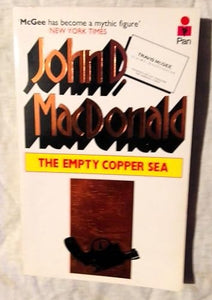 'McGee has become a mythic figure'
NEW YORK TIMES
Pan
John D.
TRAVIS McGEE
MacDonald
THE EMPTY COPPER SEA